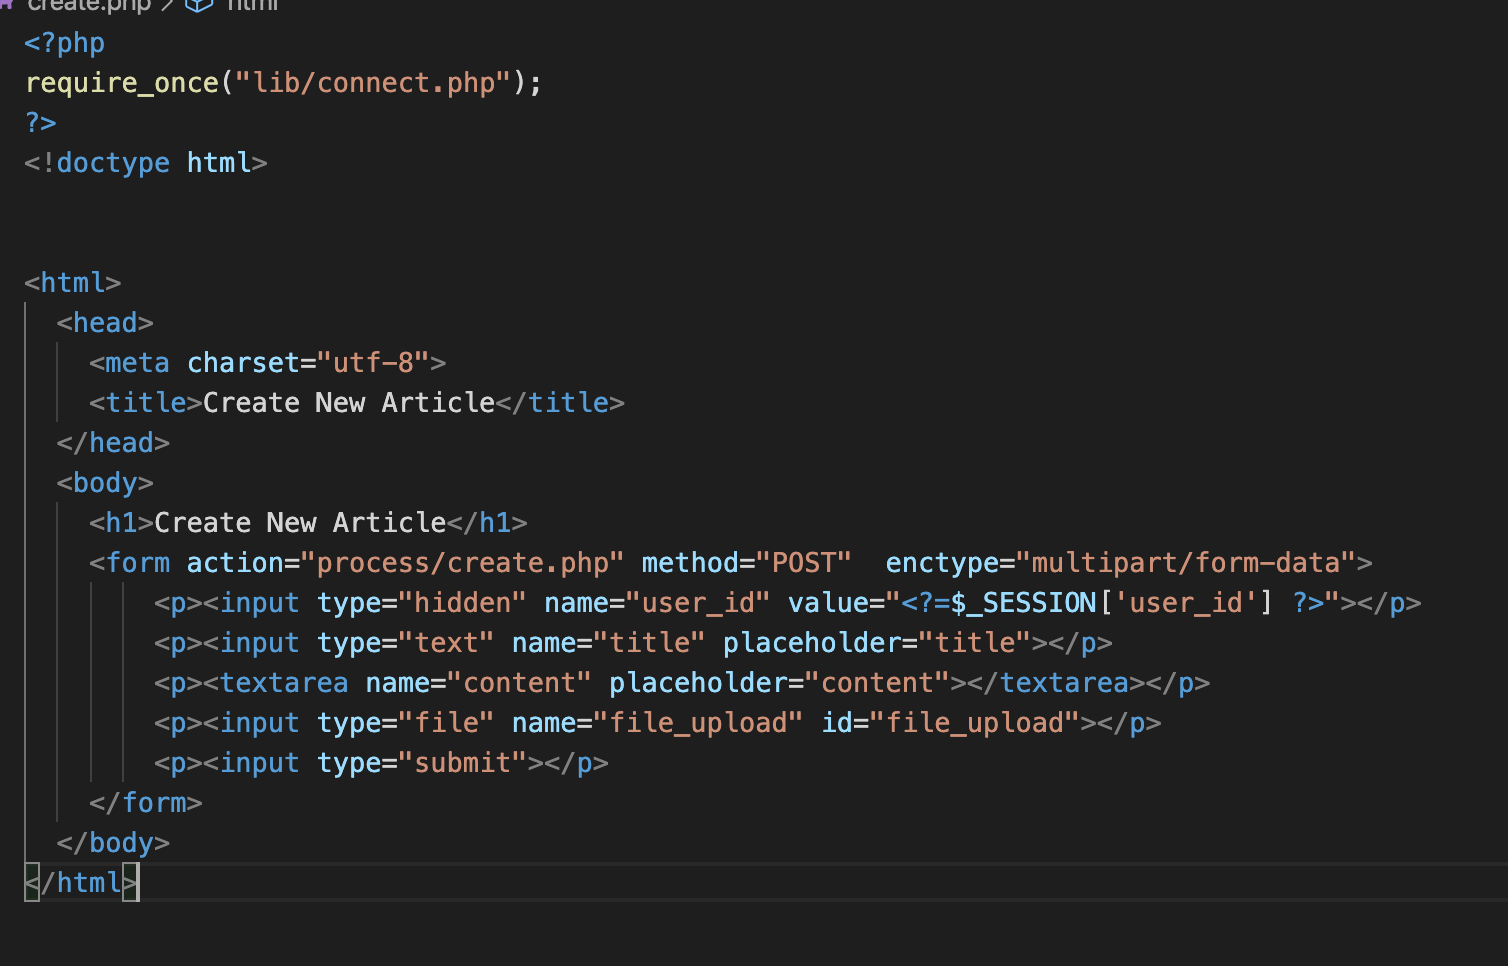 create.php > html
<?php
require_once("lib/connect.php");
?>
<!doctype html>
<html>
<head>
<meta charset="utf-8">
<title>Create New Article</title>
</head>
<body>
<h1>Create New Article</h1>
<form action="process/create.php" method="POST"  enctype="multipart/form-data">
<p><input type="hidden" name="user_id" value="<?=$_SESSION['user_id'] ?>"></p>
<p><input type="text" name="title" placeholder="title"></p>
<p><textarea name="content" placeholder="content"></textarea></p>
<p><input type="file" name="file_upload" id="file_upload"></p>
<p><input type="submit"></p>
</form>
</body>
</html>